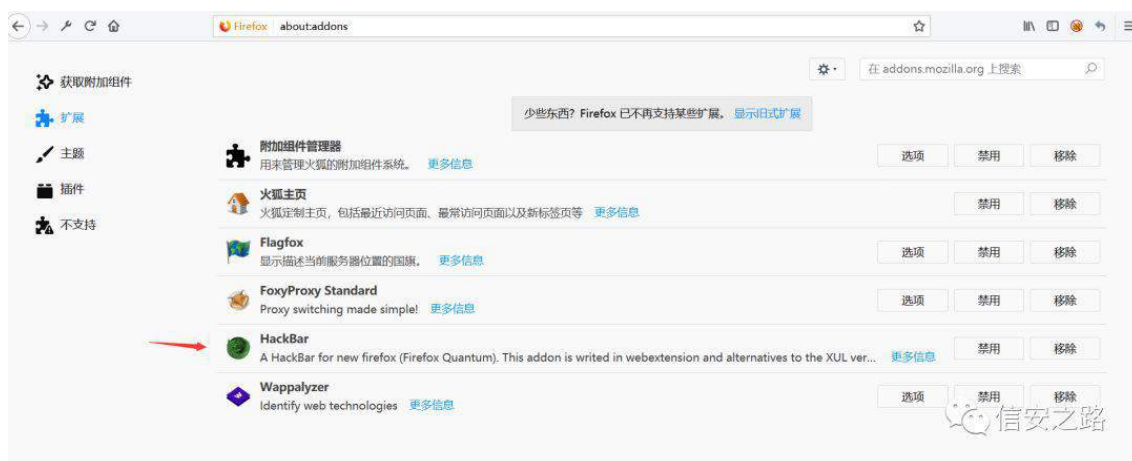 Firefox about:addons
在 addons.mozilla.org 上搜索
获取附加组件
扩展
主题
插件
不支持
少些东西？Firefox 已不再支持某些扩展。 显示旧式扩展
附加组件管理器
用来管理火狐的附加组件系统。 更多信息
选项 禁用 移除
火狐主页
火狐定制主页，包括最近访问页面、最常访问页面以及新标签页等 更多信息
禁用 移除
Flagfox
显示描述当前服务器位置的国旗。 更多信息
选项 禁用 移除
FoxyProxy Standard
Proxy switching made simple! 更多信息
选项 禁用 移除
HackBar
A HackBar for new firefox (Firefox Quantum). This addon is writed in webextension and alternatives to the XUL ver... 更多信息
禁用 移除
Wappalyzer
Identify web technologies 更多信息
选项 禁用 移除
信安之路